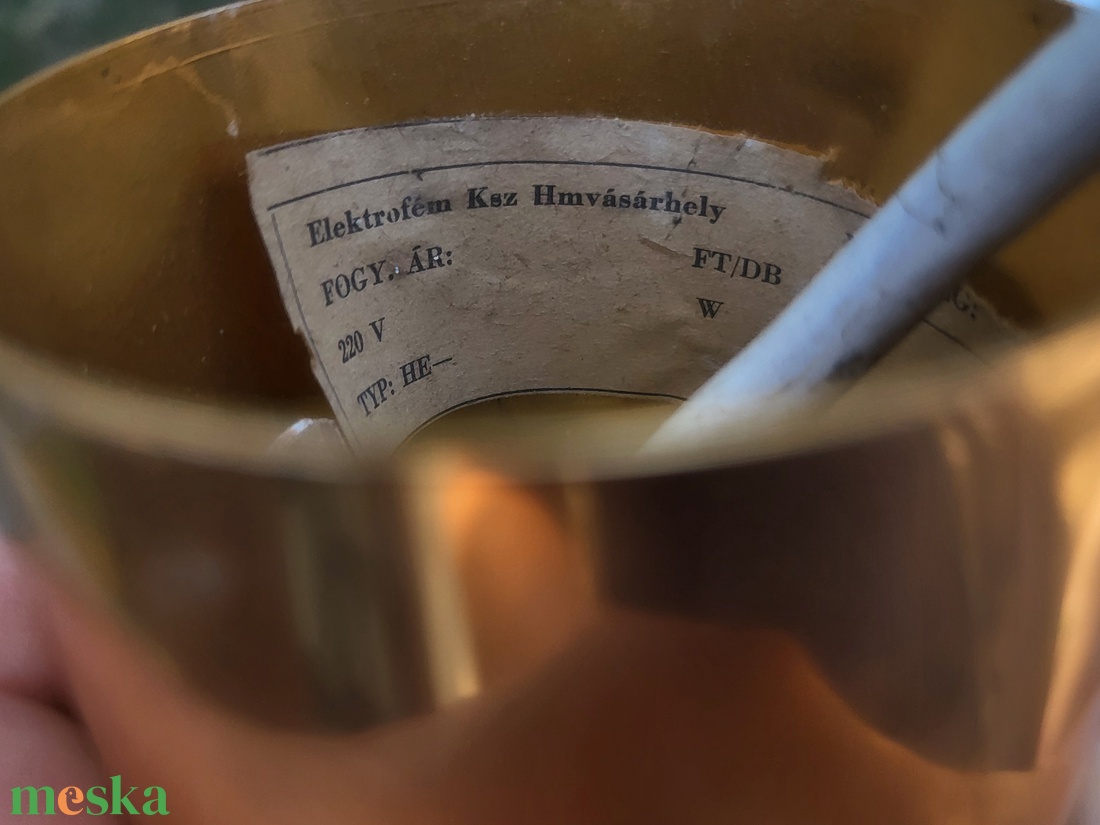 Elektrofém Ksz Hmvásárhely
FOGY. ÁR: FT/DB
220 V W
TYP: HE—
meska